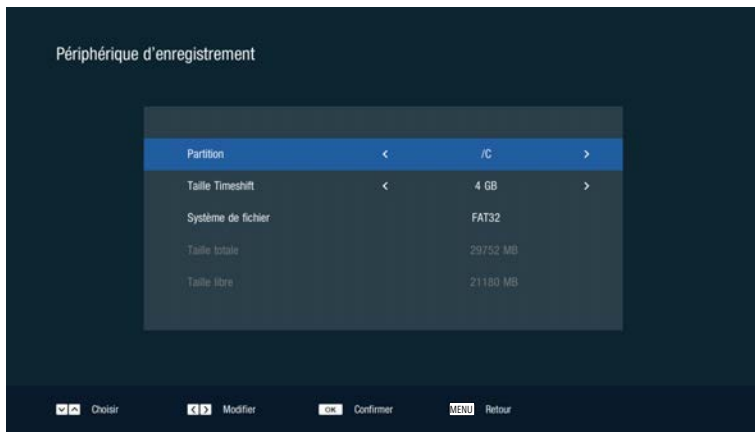 Périphérique d'enregistrement
Partition < /C >
Taille Timeshift < 4 GB >
Système de fichier FAT32
Taille totale 29752 MB
Taille libre 21180 MB
Choisir < > Modifier OK Confirmer MENU Retour